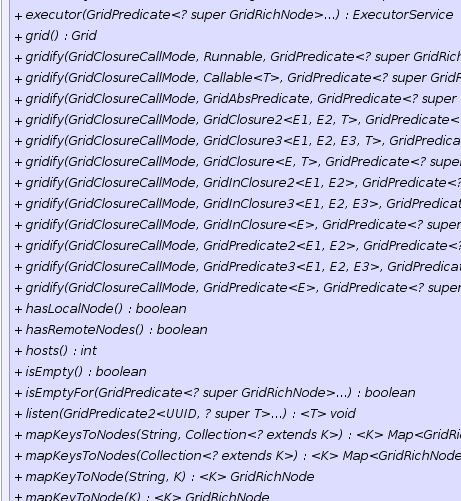 + executor(GridPredicate<? super GridRichNode>...) : ExecutorService
+ grid() : Grid
+ gridify(GridClosureCallMode, Runnable, GridPredicate<? super GridRich
+ gridify(GridClosureCallMode, Callable<T>, GridPredicate<? super GridR
+ gridify(GridClosureCallMode, GridAbsPredicate, GridPredicate<? super
+ gridify(GridClosureCallMode, GridClosure2<E1, E2, T>, GridPredicate<
+ gridify(GridClosureCallMode, GridClosure3<E1, E2, E3, T>, GridPredica
+ gridify(GridClosureCallMode, GridClosure<E, T>, GridPredicate<? supe
+ gridify(GridClosureCallMode, GridInClosure2<E1, E2>, GridPredicate<?
+ gridify(GridClosureCallMode, GridInClosure3<E1, E2, E3>, GridPredicat
+ gridify(GridClosureCallMode, GridInClosure<E>, GridPredicate<? super
+ gridify(GridClosureCallMode, GridPredicate2<E1, E2>, GridPredicate<?
+ gridify(GridClosureCallMode, GridPredicate3<E1, E2, E3>, GridPredicat
+ gridify(GridClosureCallMode, GridPredicate<E>, GridPredicate<? super
+ hasLocalNode() : boolean
+ hasRemoteNodes() : boolean
+ hosts() : int
+ isEmpty() : boolean
+ isEmptyFor(GridPredicate<? super GridRichNode>...) : boolean
+ listen(GridPredicate2<UUID, ? super T>...) : <T> void
+ mapKeysToNodes(String, Collection<? extends K>) : <K> Map<GridRi
+ mapKeysToNodes(Collection<? extends K>) : <K> Map<GridRichNode
+ mapKeyToNode(String, K) : <K> GridRichNode
+ mapKeyToNode(K) : <K> GridRichNode